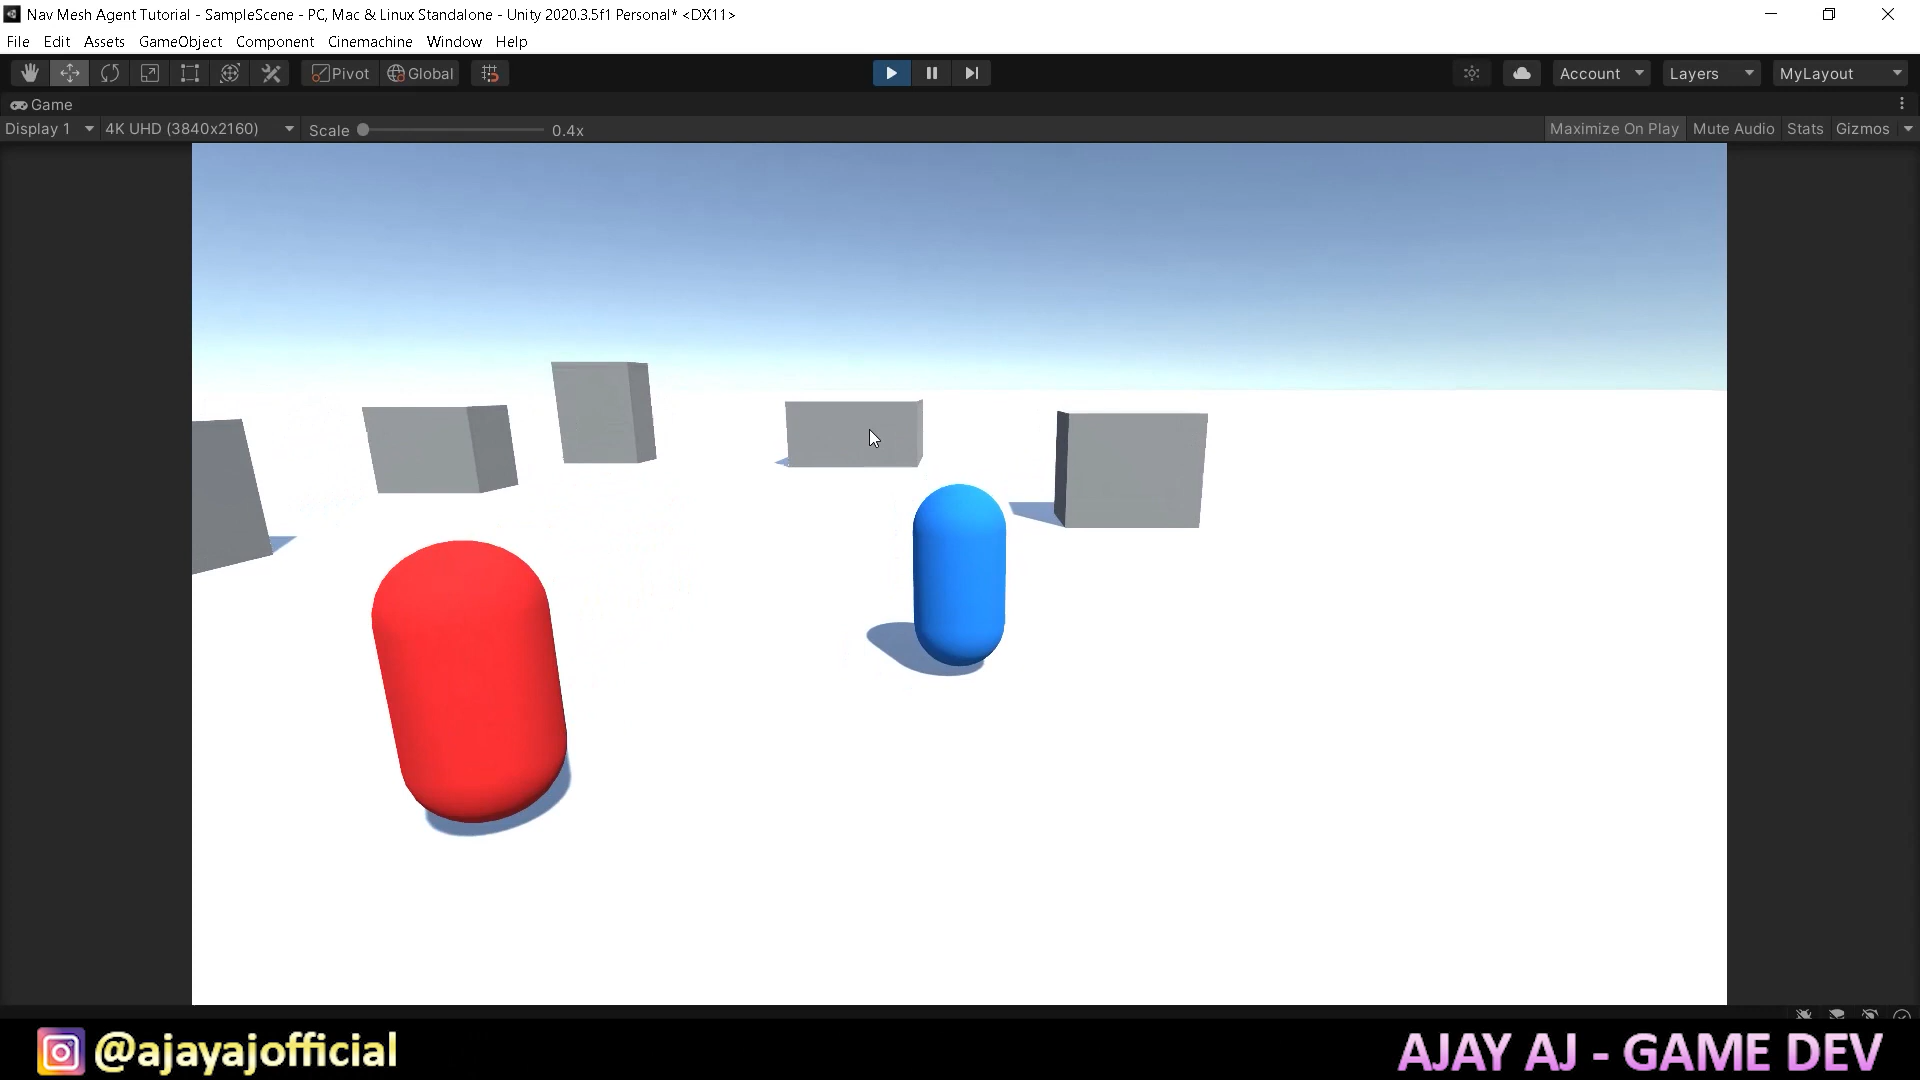 Nav Mesh Agent Tutorial - SampleScene - PC, Mac & Linux Standalone - Unity 2020.3.5f1 Personal* <DX11>
File Edit Assets GameObject Component Cinemachine Window Help
Pivot Global Account Layers MyLayout
Game
Display 1 4K UHD (3840x2160) Scale 0.4x Maximize On Play Mute Audio Stats Gizmos
@ajayajofficial AJAY AJ - GAME DEV